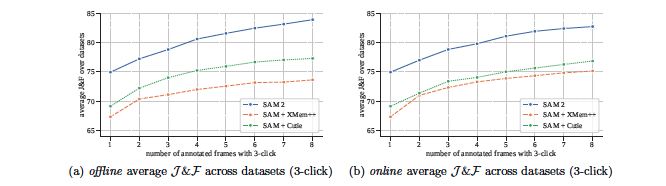 85
80
75
70
65
average J&F over datasets
1 2 3 4 5 6 7 8
number of annotated frames with 3-click
SAM 2
SAM + XMem++
SAM + Cutie
(a) offline average J&F across datasets (3-click)
85
80
75
70
65
average J&F over datasets
1 2 3 4 5 6 7 8
number of annotated frames with 3-click
SAM 2
SAM + XMem++
SAM + Cutie
(b) online average J&F across datasets (3-click)